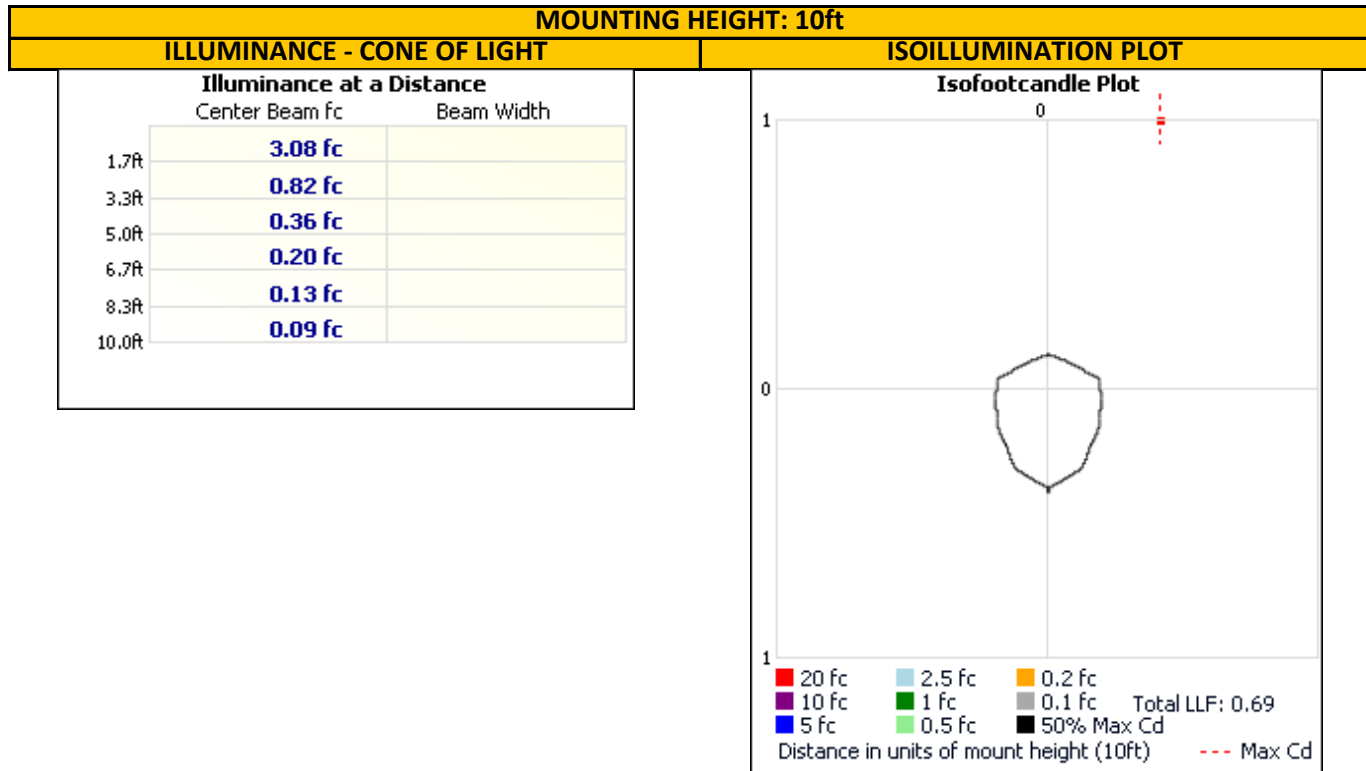 MOUNTING HEIGHT: 10ft
ILLUMINANCE - CONE OF LIGHT
ISOILLUMINATION PLOT
Illuminance at a Distance
Center Beam fc Beam Width
3.08 fc
1.7ft
0.82 fc
3.3ft
0.36 fc
5.0ft
0.20 fc
6.7ft
0.13 fc
8.3ft
0.09 fc
10.0ft
Isofootcandle Plot
0
1
0
1
20 fc 2.5 fc 0.2 fc
10 fc 1 fc 0.1 fc Total LLF: 0.69
5 fc 0.5 fc 50% Max Cd
Distance in units of mount height (10ft) --- Max Cd